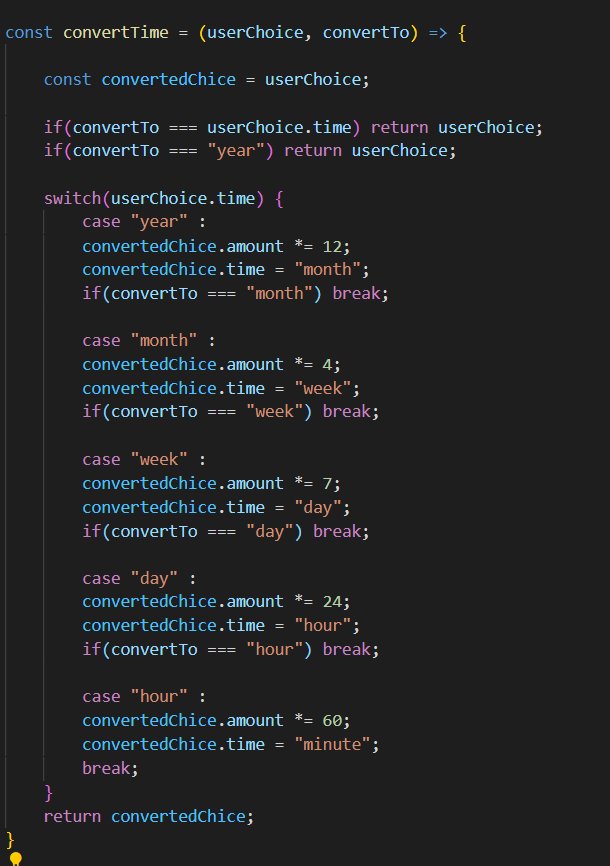 const convertTime = (userChoice, convertTo) => {
const convertedChice = userChoice;
if(convertTo === userChoice.time) return userChoice;
if(convertTo === "year") return userChoice;
switch(userChoice.time) {
case "year" :
convertedChice.amount *= 12;
convertedChice.time = "month";
if(convertTo === "month") break;
case "month" :
convertedChice.amount *= 4;
convertedChice.time = "week";
if(convertTo === "week") break;
case "week" :
convertedChice.amount *= 7;
convertedChice.time = "day";
if(convertTo === "day") break;
case "day" :
convertedChice.amount *= 24;
convertedChice.time = "hour";
if(convertTo === "hour") break;
case "hour" :
convertedChice.amount *= 60;
convertedChice.time = "minute";
break;
}
return convertedChice;
}